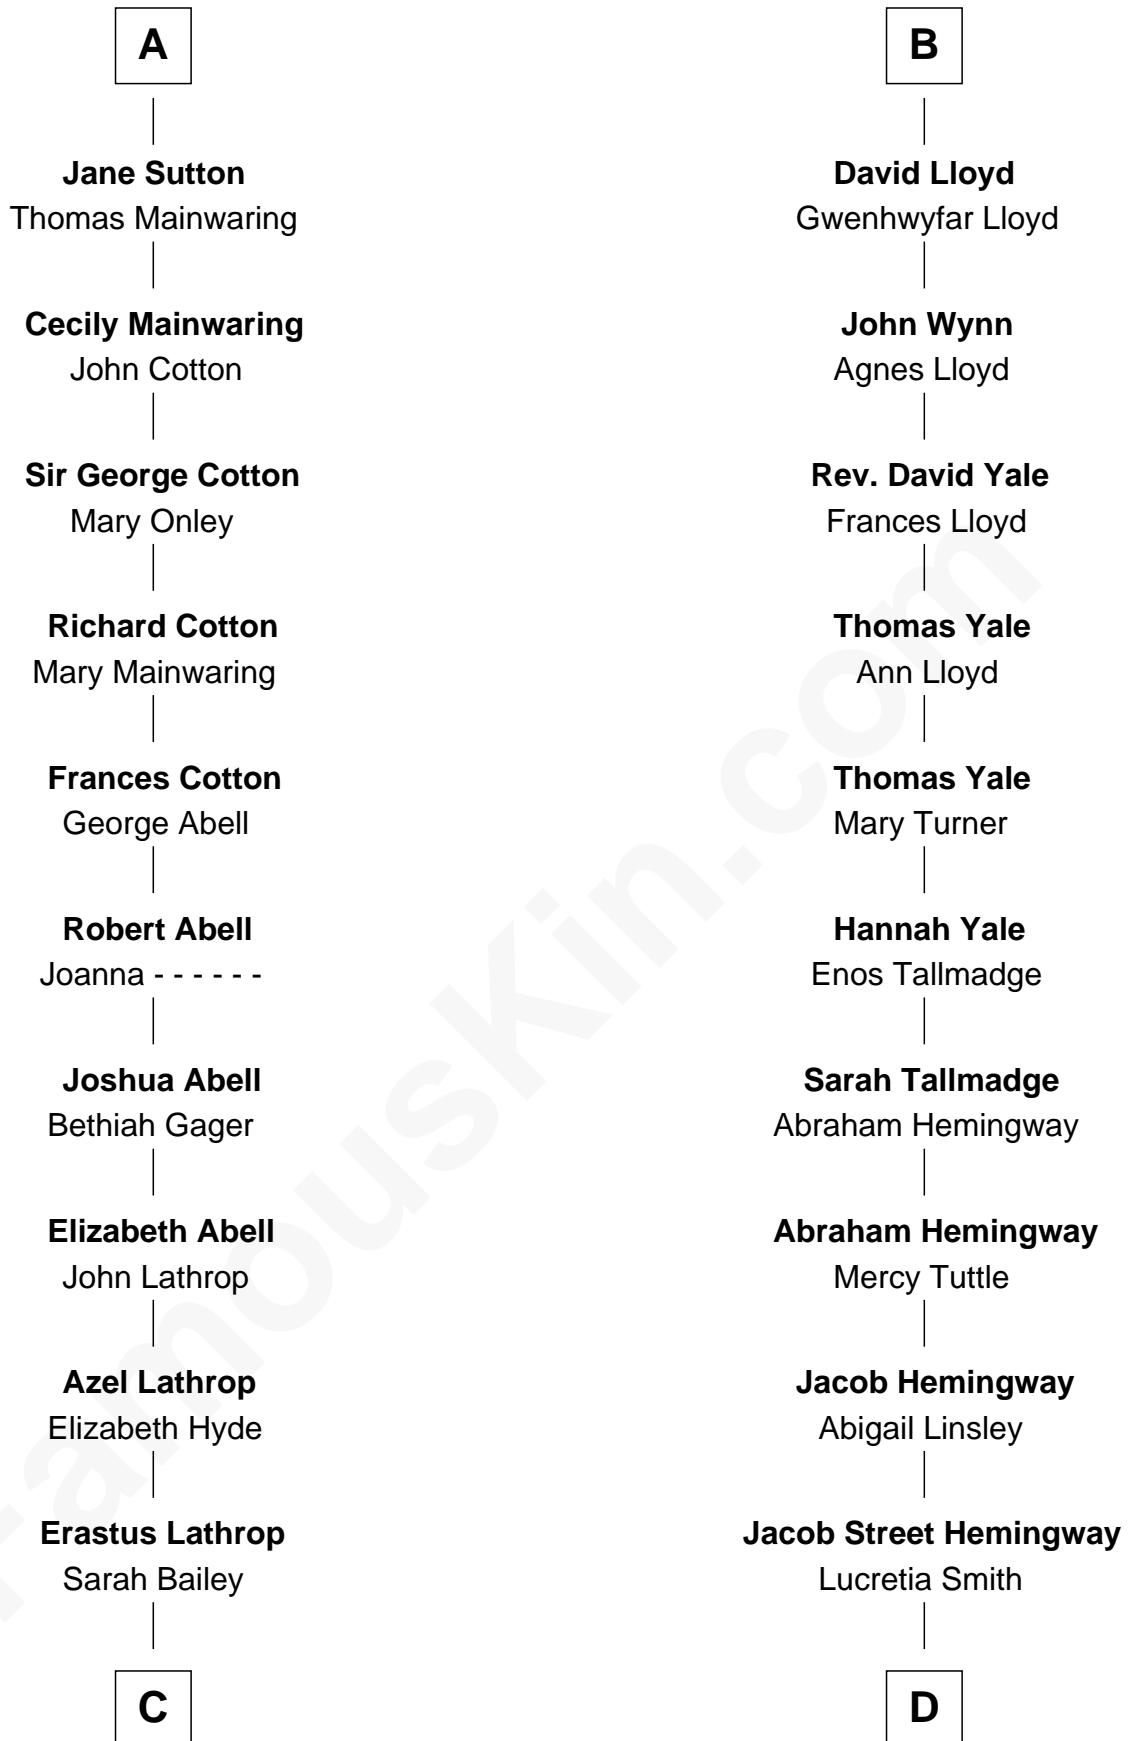 A
Jane Sutton
Thomas Mainwaring
Cecily Mainwaring
John Cotton
Sir George Cotton
Mary Onley
Richard Cotton
Mary Mainwaring
Frances Cotton
George Abell
Robert Abell
Joanna - - - - - -
Joshua Abell
Bethiah Gager
Elizabeth Abell
John Lathrop
Azel Lathrop
Elizabeth Hyde
Erastus Lathrop
Sarah Bailey
C
B
David Lloyd
Gwenhwyfar Lloyd
John Wynn
Agnes Lloyd
Rev. David Yale
Frances Lloyd
Thomas Yale
Ann Lloyd
Thomas Yale
Mary Turner
Hannah Yale
Enos Tallmadge
Sarah Tallmadge
Abraham Hemingway
Abraham Hemingway
Mercy Tuttle
Jacob Hemingway
Abigail Linsley
Jacob Street Hemingway
Lucretia Smith
D
FamousKin.com